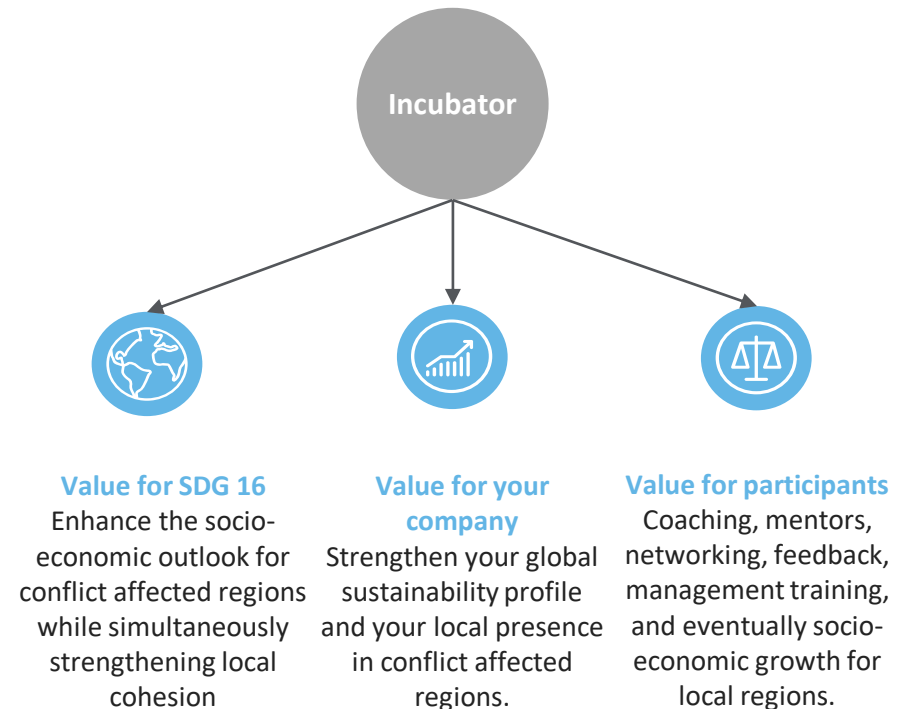 Incubator
Value for SDG 16
Enhance the socio-
economic outlook for
conflict affected regions
while simultaneously
strengthening local
cohesion
Value for your
company
Strengthen your global
sustainability profile
and your local presence
in conflict affected
regions.
Value for participants
Coaching, mentors,
networking, feedback,
management training,
and eventually socio-
economic growth for
local regions.